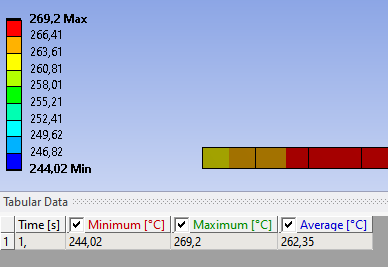 269,2 Max
266,41
263,61
260,81
258,01
255,21
252,41
249,62
246,82
244,02 Min
Tabular Data
Time [s] Minimum [°C] Maximum [°C] Average [°C]
1 1, 244,02 269,2 262,35